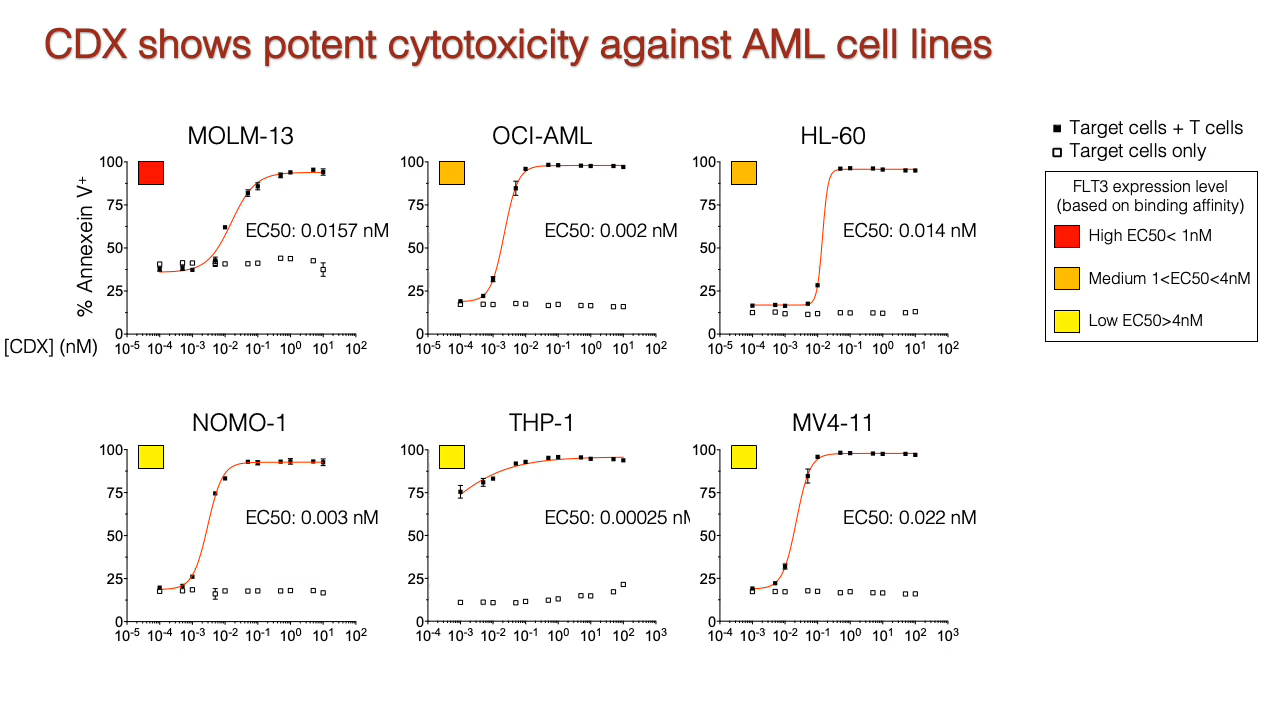 CDX shows potent cytotoxicity against AML cell lines
MOLM-13
OCI-AML
HL-60
Target cells + T cells
Target cells only
FLT3 expression level
(based on binding affinity)
High EC50< 1nM
Medium 1<EC50<4nM
Low EC50>4nM
% Annexein V+
100
75
50
25
0
EC50: 0.0157 nM
10-5 10-4 10-3 10-2 10-1 100 101 102
100
75
50
25
0
EC50: 0.002 nM
10-5 10-4 10-3 10-2 10-1 100 101 102
100
75
50
25
0
EC50: 0.014 nM
10-5 10-4 10-3 10-2 10-1 100 101 102
[CDX] (nM)
NOMO-1
THP-1
MV4-11
100
75
50
25
0
EC50: 0.003 nM
10-5 10-4 10-3 10-2 10-1 100 101 102
100
75
50
25
0
EC50: 0.00025 nM
10-4 10-3 10-2 10-1 100 101 102 103
100
75
50
25
0
EC50: 0.022 nM
10-4 10-3 10-2 10-1 100 101 102 103